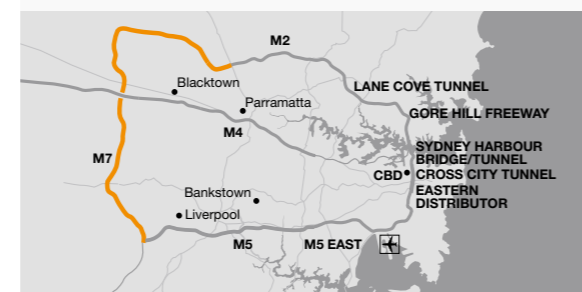 M2
Blacktown
LANE COVE TUNNEL
Parramatta
GORE HILL FREEWAY
M4
SYDNEY HARBOUR
BRIDGE/TUNNEL
M7
CBD
CROSS CITY TUNNEL
EASTERN
DISTRIBUTOR
Bankstown
Liverpool
M5
M5 EAST